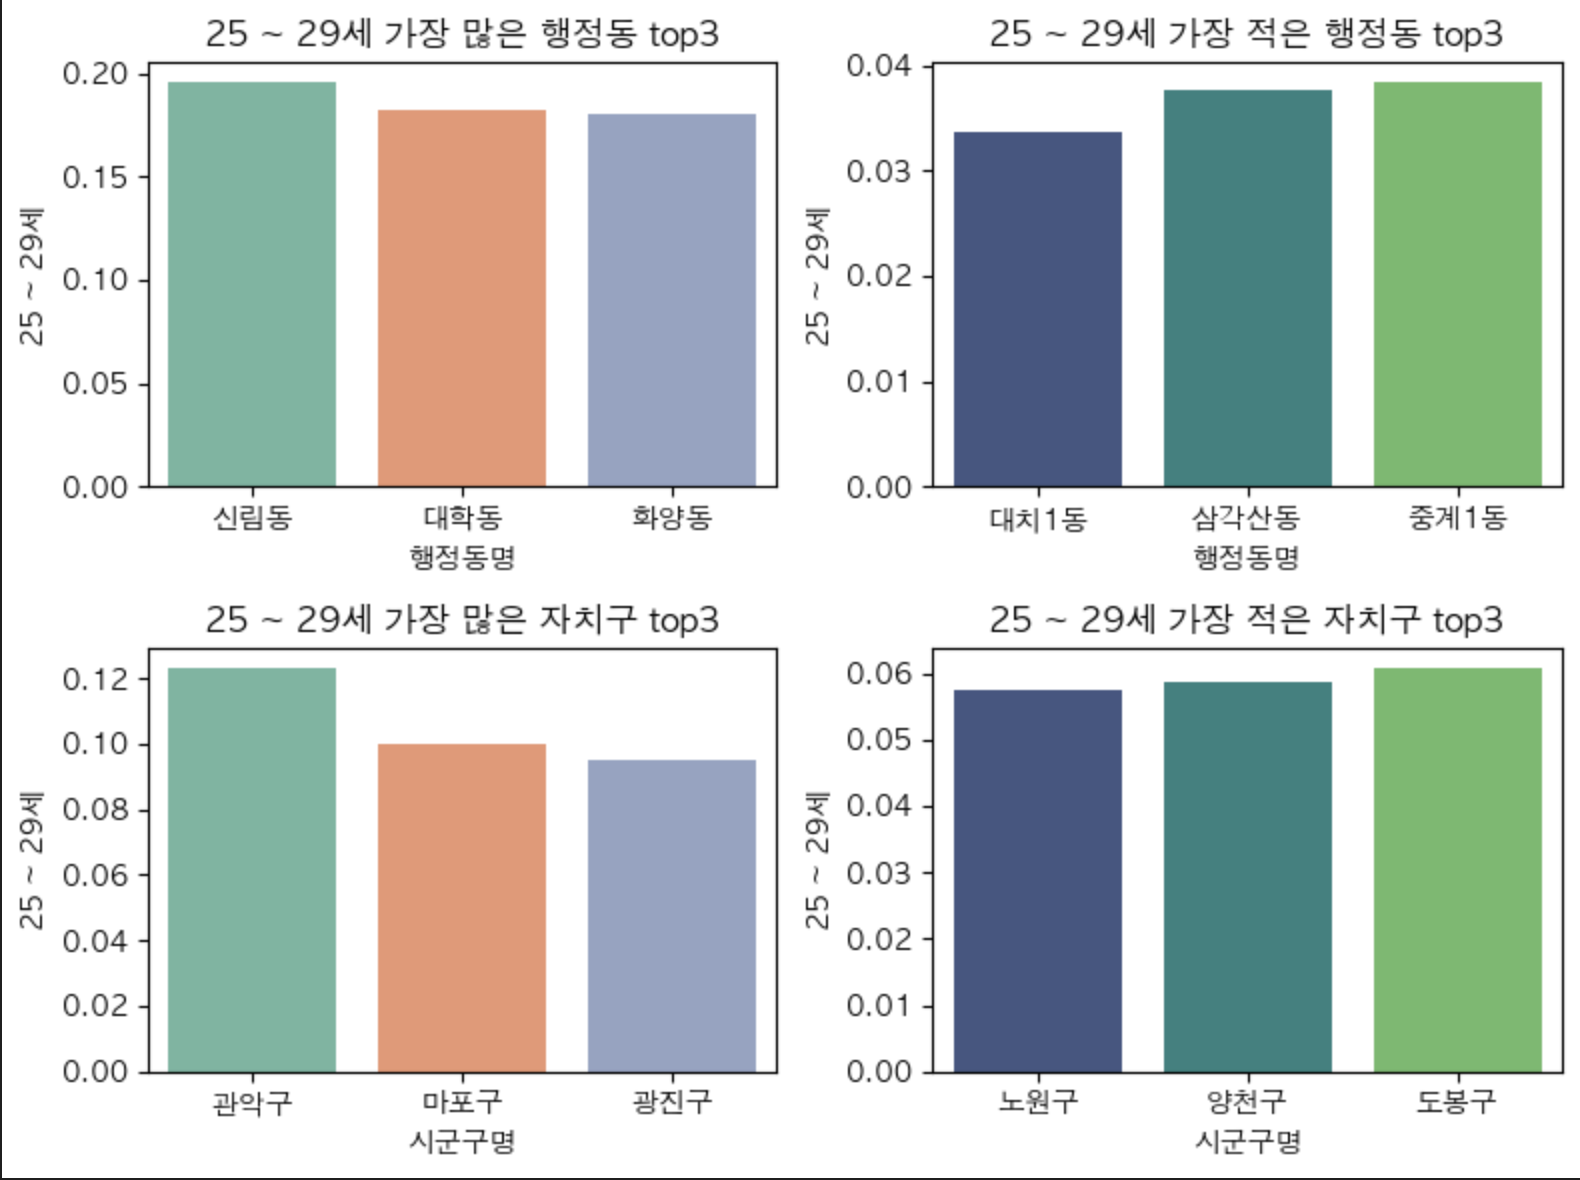 25 ~ 29세 가장 많은 행정동 top3
0.20
0.15
0.10
0.05
0.00
25 ~ 29세
신림동 대학동 화양동
행정동명
25 ~ 29세 가장 적은 행정동 top3
0.04
0.03
0.02
0.01
0.00
25 ~ 29세
대치1동 삼각산동 중계1동
행정동명
25 ~ 29세 가장 많은 자치구 top3
0.12
0.10
0.08
0.06
0.04
0.02
0.00
25 ~ 29세
관악구 마포구 광진구
시군구명
25 ~ 29세 가장 적은 자치구 top3
0.06
0.05
0.04
0.03
0.02
0.01
0.00
25 ~ 29세
노원구 양천구 도봉구
시군구명